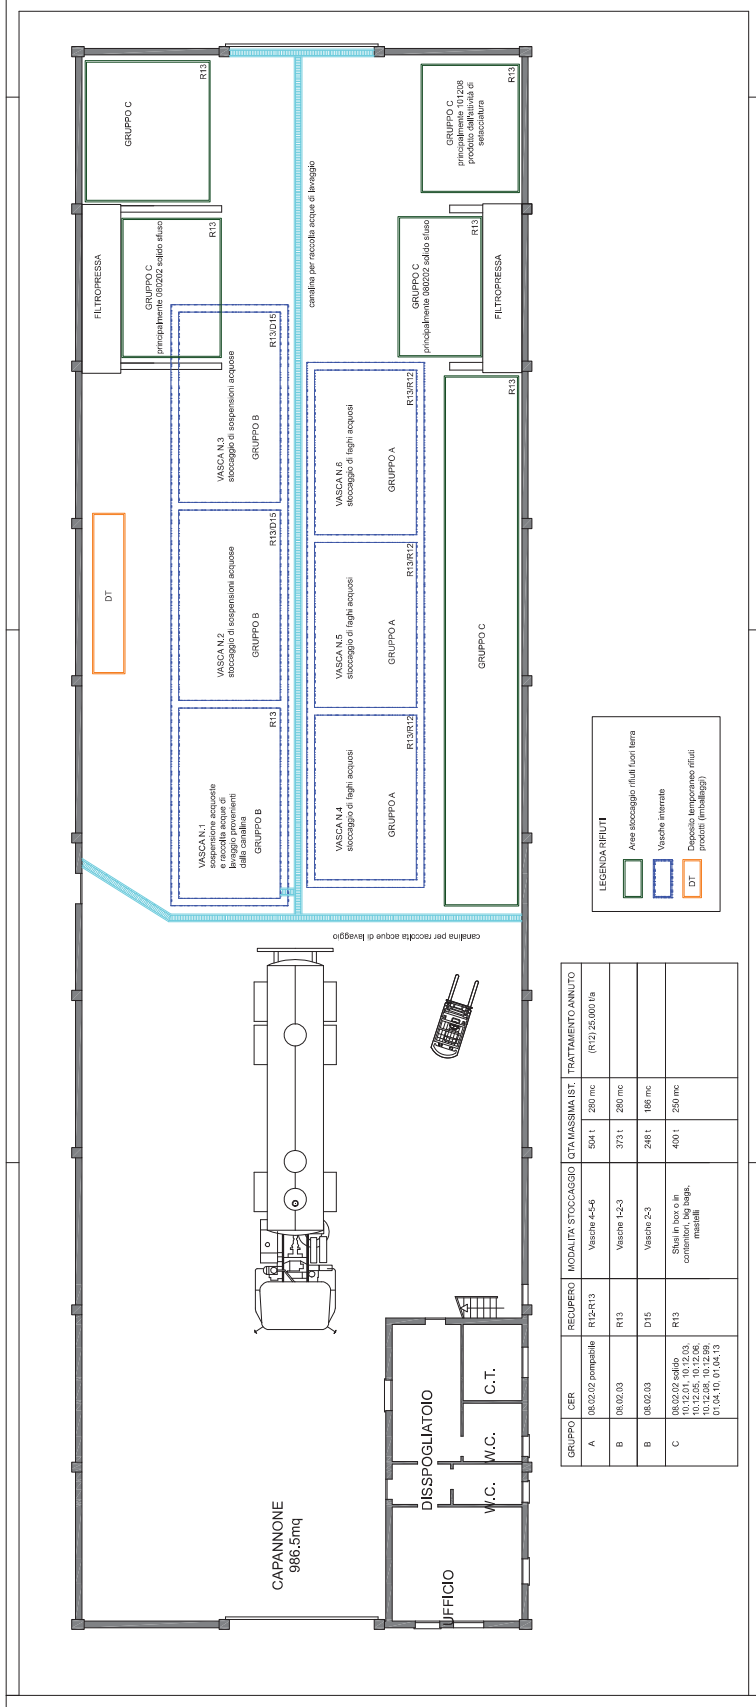 GRUPPO C
R13
FILTROPRESSA
GRUPPO C
principalmente 080202 solido sfuso
R13
DT
VASCA N.1
sospensione acquoste
e raccolta acque di
lavaggio provenienti
dalla canalina
GRUPPO B
R13
VASCA N.2
stoccaggio di sospensioni acquose
GRUPPO B
R13/D15
VASCA N.3
stoccaggio di sospensioni acquose
GRUPPO B
R13/D15
canalina per raccolta acque di lavaggio
VASCA N.4
stoccaggio di faghi acquosi
GRUPPO A
R13/R12
VASCA N.5
stoccaggio di faghi acquosi
GRUPPO A
R13/R12
VASCA N.6
stoccaggio di faghi acquosi
GRUPPO A
R13/R12
GRUPPO C
principalmente 101208
prodotto dall'attività di
setacciatura
R13
GRUPPO C
principalmente 080202 solido sfuso
R13
FILTROPRESSA
GRUPPO C
R13
canalina per raccolta acque di lavaggio
CAPANNONE
986.5mq
UFFICIO
DISSPOGLIATOIO
W.C.
W.C.
C.T.
LEGENDA RIFIUTI
Aree stoccaggio rifiuti fuori terra
Vasche interrate
DT
Deposito temporaneo rifiuti
prodotti (imballaggi)
GRUPPO CER RECUPERO MODALITA' STOCCAGGIO QTA MASSIMA IST. TRATTAMENTO ANNUTO
A 08.02.02 pompabile R12-R13 Vasche 4-5-6 504 t 280 mc (R12) 25.000 t/a
B 08.02.03 R13 Vasche 1-2-3 373 t 280 mc
B 08.02.03 D15 Vasche 2-3 248 t 186 mc
C 08.02.02 solido R13 Sfusi in box o in 400 t 250 mc
10.12.01, 10.12.03, contenitori, big bags,
10.12.05, 10.12.06, mastelli
10.12.08, 10.12.99,
01.04.10, 01.04.13